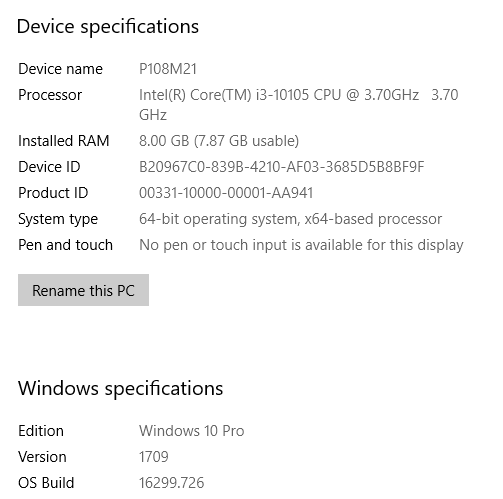 Device specifications
Device name P108M21
Processor Intel(R) Core(TM) i3-10105 CPU @ 3.70GHz 3.70
GHz
Installed RAM 8.00 GB (7.87 GB usable)
Device ID B20967C0-839B-4210-AF03-3685D5B8BF9F
Product ID 00331-10000-00001-AA941
System type 64-bit operating system, x64-based processor
Pen and touch No pen or touch input is available for this display
Rename this PC
Windows specifications
Edition Windows 10 Pro
Version 1709
OS Build 16299.726